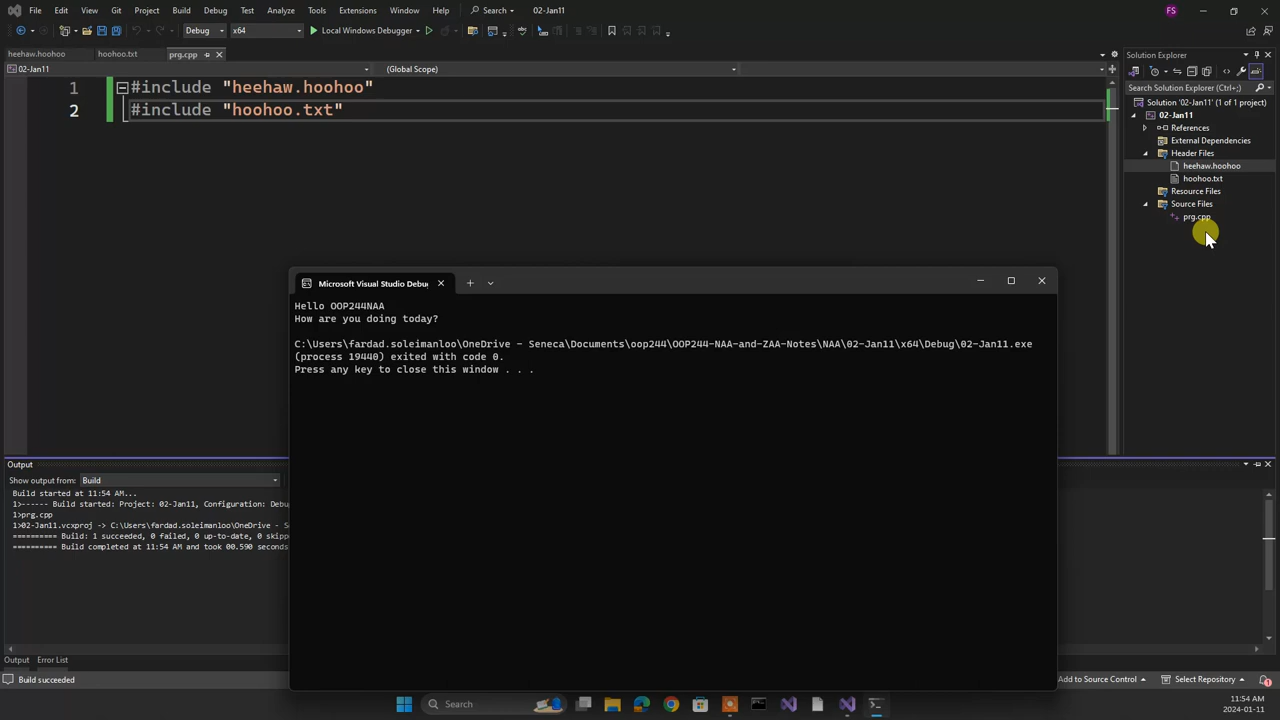 File Edit View Git Project Build Debug Test Analyze Tools Extensions Window Help Search 02-Jan11 FS
Debug x64 Local Windows Debugger
heehaw.hoohoo hoohoo.txt prg.cpp
02-Jan11 (Global Scope)
1 #include "heehaw.hoohoo"
2 #include "hoohoo.txt"
Solution Explorer
Search Solution Explorer (Ctrl+;)
Solution '02-Jan11' (1 of 1 project)
02-Jan11
References
External Dependencies
Header Files
heehaw.hoohoo
hoohoo.txt
Resource Files
Source Files
prg.cpp
Microsoft Visual Studio Debug
Hello OOP244NAA
How are you doing today?
C:\Users\fardad.soleimanloo\OneDrive - Seneca\Documents\oop244\OOP244-NAA-and-ZAA-Notes\NAA\02-Jan11\x64\Debug\02-Jan11.exe
(process 19440) exited with code 0.
Press any key to close this window . . .
Output
Show output from: Build
Build started at 11:54 AM...
1>------ Build started: Project: 02-Jan11, Configuration: Debu
1>prg.cpp
1>02-Jan11.vcxproj -> C:\Users\fardad.soleimanloo\OneDrive - S
========== Build: 1 succeeded, 0 failed, 0 up-to-date, 0 skippe
========== Build completed at 11:54 AM and took 00.590 seconds
Output Error List
Build succeeded
Add to Source Control Select Repository
Search
11:54 AM
2024-01-11